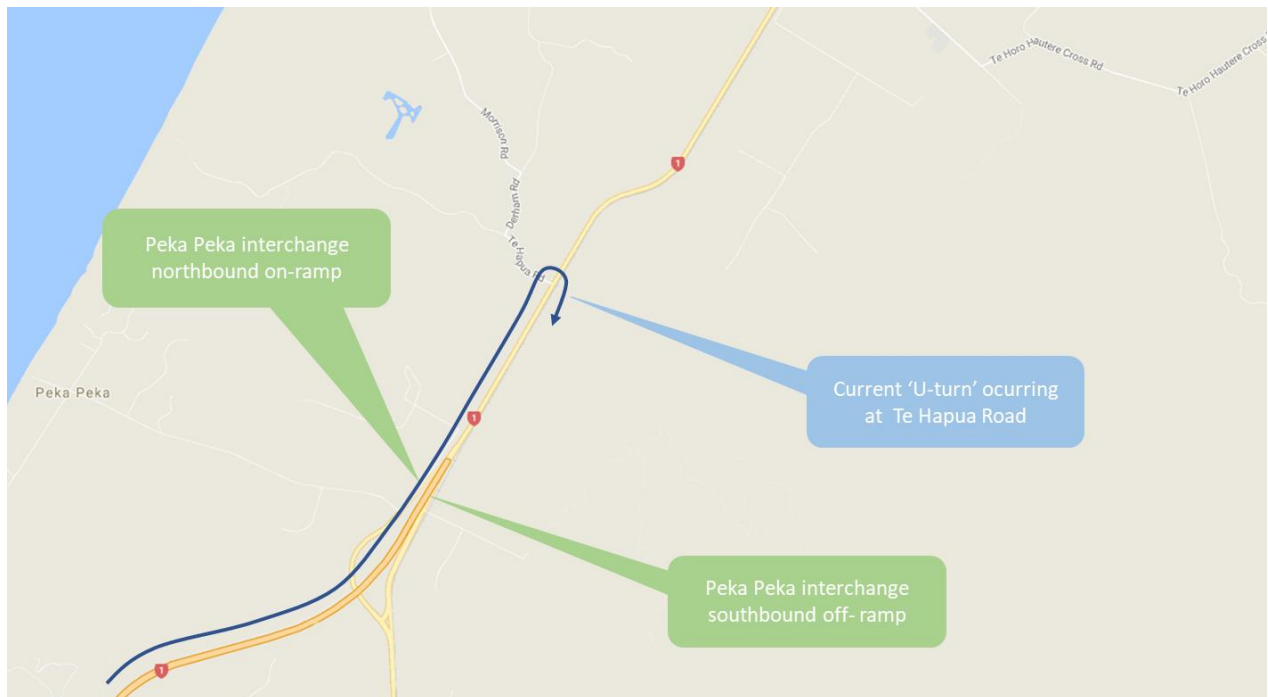 Te Horo Hautere Cross Rd
Te Horo Hautere Cross Rd
1
Morrison Rd
Derham Rd
Te Hapua Rd
Peka Peka interchange
northbound on-ramp
Peka Peka
1
Current ‘U-turn’ ocurring
at Te Hapua Road
Peka Peka interchange
southbound off- ramp
1